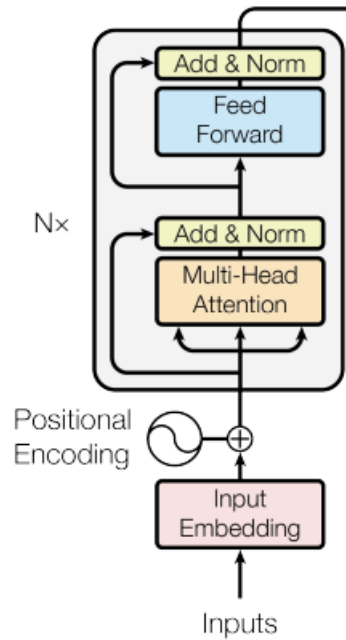 Add & Norm
Feed
Forward
N×
Add & Norm
Multi-Head
Attention
Positional
Encoding
Input
Embedding
Inputs